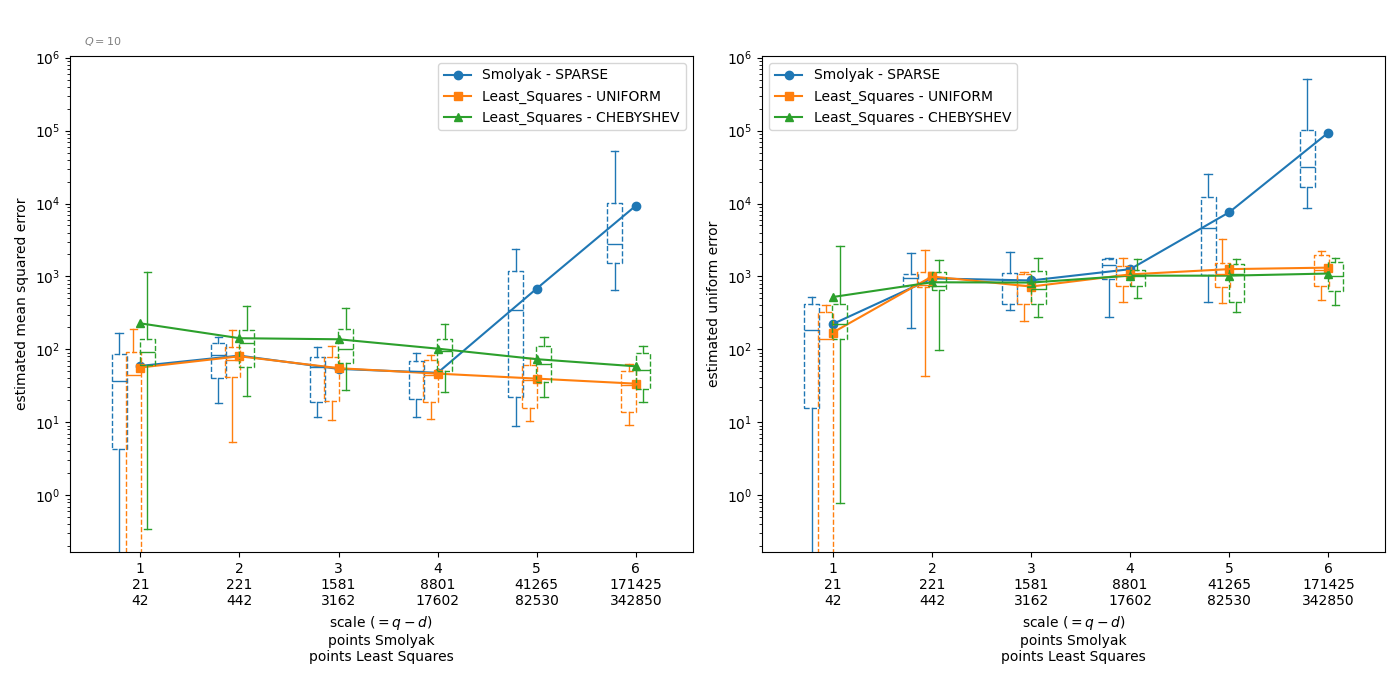 Q = 10
estimated mean squared error
10^6
10^5
10^4
10^3
10^2
10^1
10^0
Smolyak - SPARSE
Least_Squares - UNIFORM
Least_Squares - CHEBYSHEV
1 2 3 4 5 6
21 221 1581 8801 41265 171425
42 442 3162 17602 82530 342850
scale (= q − d)
points Smolyak
points Least Squares
estimated uniform error
10^6
10^5
10^4
10^3
10^2
10^1
10^0
Smolyak - SPARSE
Least_Squares - UNIFORM
Least_Squares - CHEBYSHEV
1 2 3 4 5 6
21 221 1581 8801 41265 171425
42 442 3162 17602 82530 342850
scale (= q − d)
points Smolyak
points Least Squares